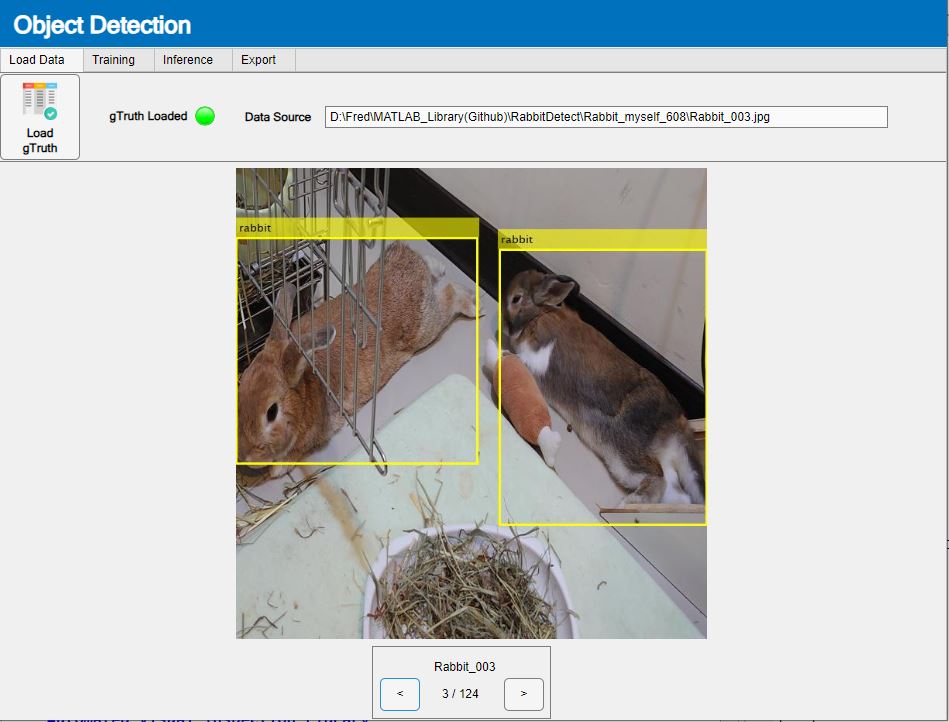 Object Detection
Load Data Training Inference Export
Load
gTruth
gTruth Loaded
Data Source
D:\Fred\MATLAB_Library(Github)\RabbitDetect\Rabbit_myself_608\Rabbit_003.jpg
rabbit
rabbit
Rabbit_003
< 3 / 124 >